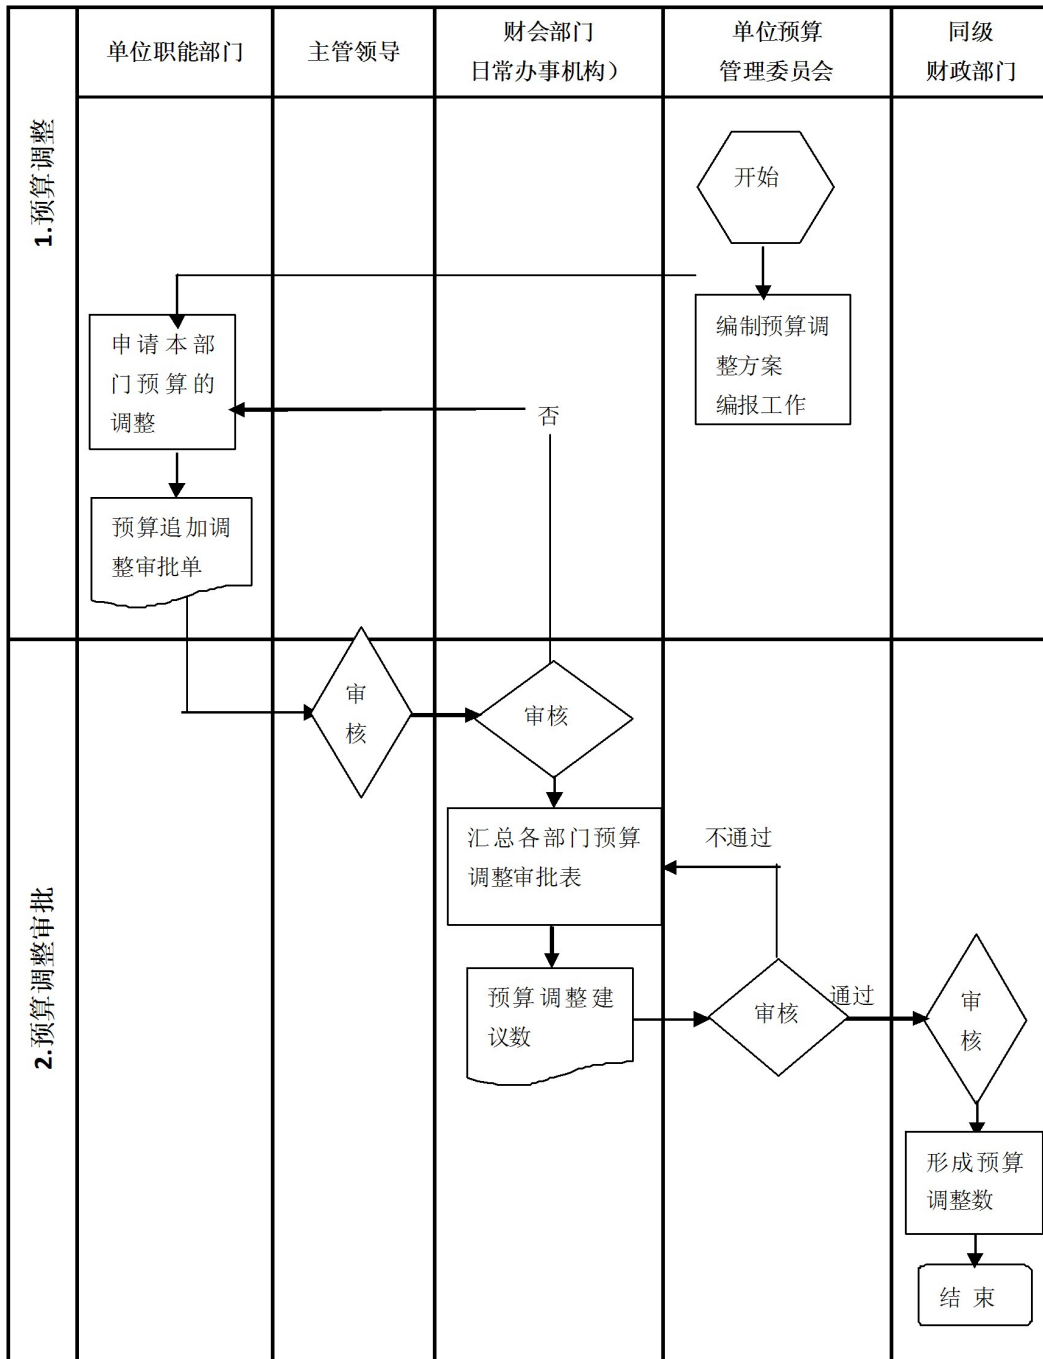 单位职能部门
主管领导
财会部门
日常办事机构）
单位预算
管理委员会
同级
财政部门
1.预算调整
开始
编制预算调
整方案
编报工作
申请本部
门预算的
调整
否
预算追加调
整审批单
2.预算调整审批
审
核
审核
汇总各部门预算
调整审批表
不通过
预算调整建
议数
审核
通过
审
核
形成预算
调整数
结束